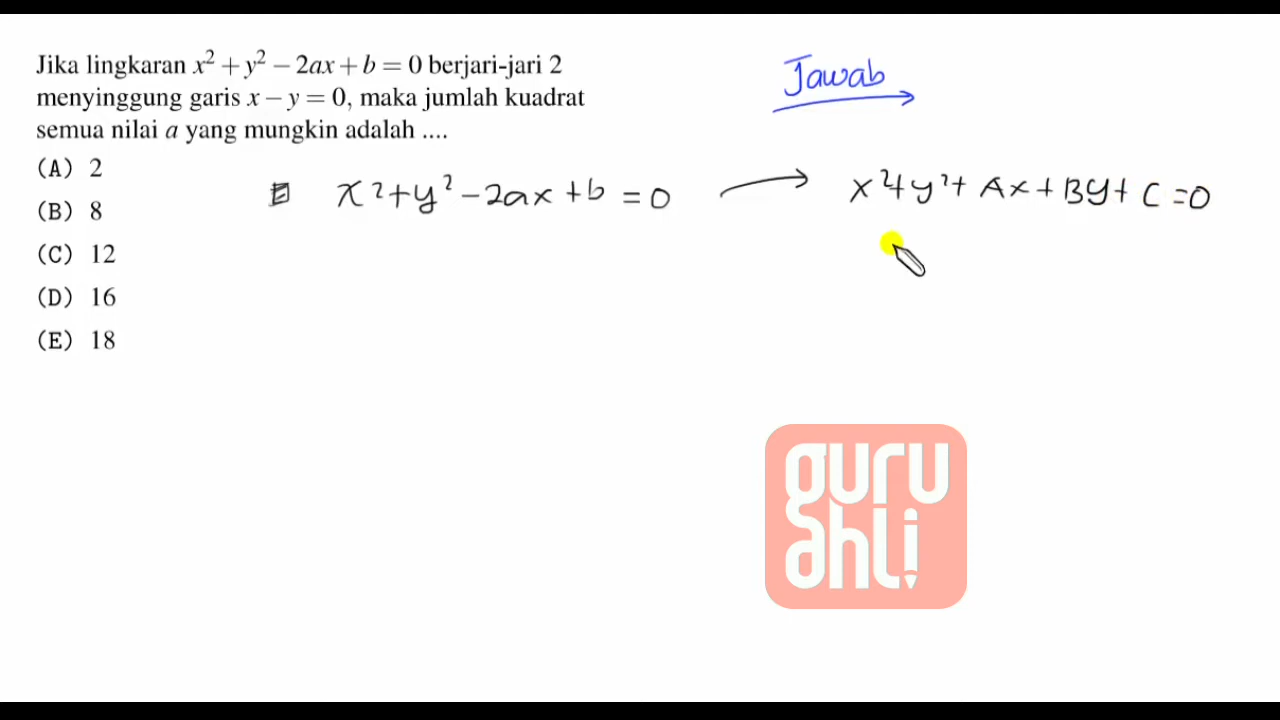 Jika lingkaran x² + y² − 2ax + b = 0 berjari-jari 2
menyinggung garis x − y = 0, maka jumlah kuadrat
semua nilai a yang mungkin adalah ....
(A) 2
(B) 8
(C) 12
(D) 16
(E) 18
Jawab
x² + y² − 2ax + b = 0
x² + y² + Ax + By + C = 0
guru
ahli